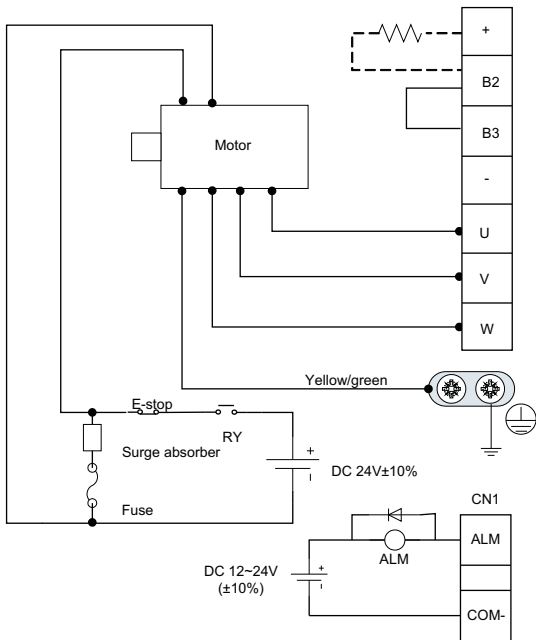 +
B2
B3
-
U
V
W
Motor
Yellow/green
E-stop
RY
Surge absorber
Fuse
+
-
DC 24V±10%
CN1
ALM
ALM
DC 12~24V
(±10%)
+
-
COM-